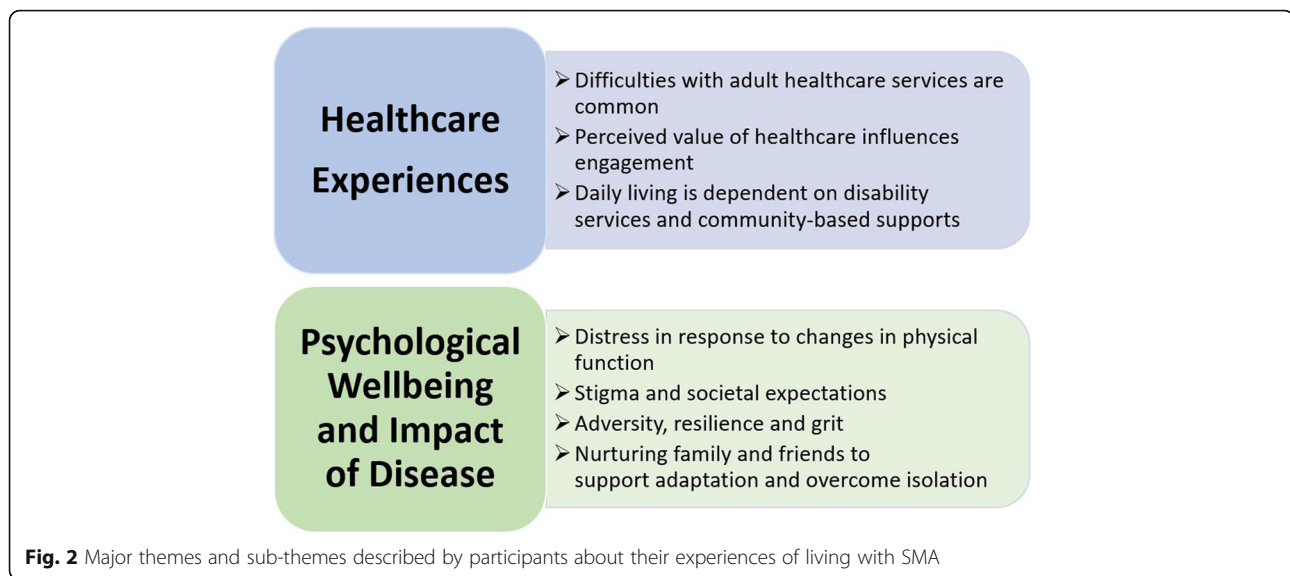 Healthcare
Experiences
➢ Difficulties with adult healthcare services are
common
➢ Perceived value of healthcare influences
engagement
➢ Daily living is dependent on disability
services and community-based supports
Psychological
Wellbeing
and Impact
of Disease
➢ Distress in response to changes in physical
function
➢ Stigma and societal expectations
➢ Adversity, resilience and grit
➢ Nurturing family and friends to
support adaptation and overcome isolation
Fig. 2 Major themes and sub-themes described by participants about their experiences of living with SMA